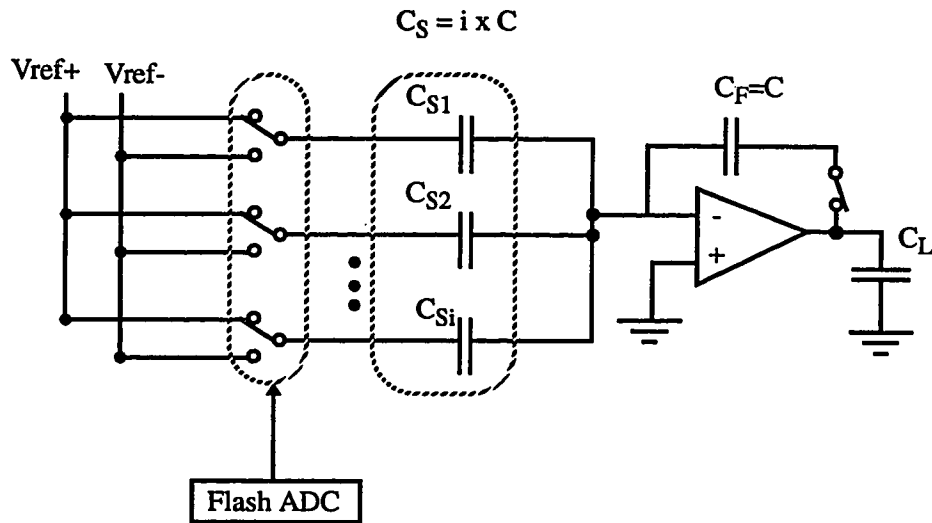 C_S = i x C
Vref+ Vref-
C_S1
C_F=C
C_S2
-
+
C_L
C_Si
Flash ADC